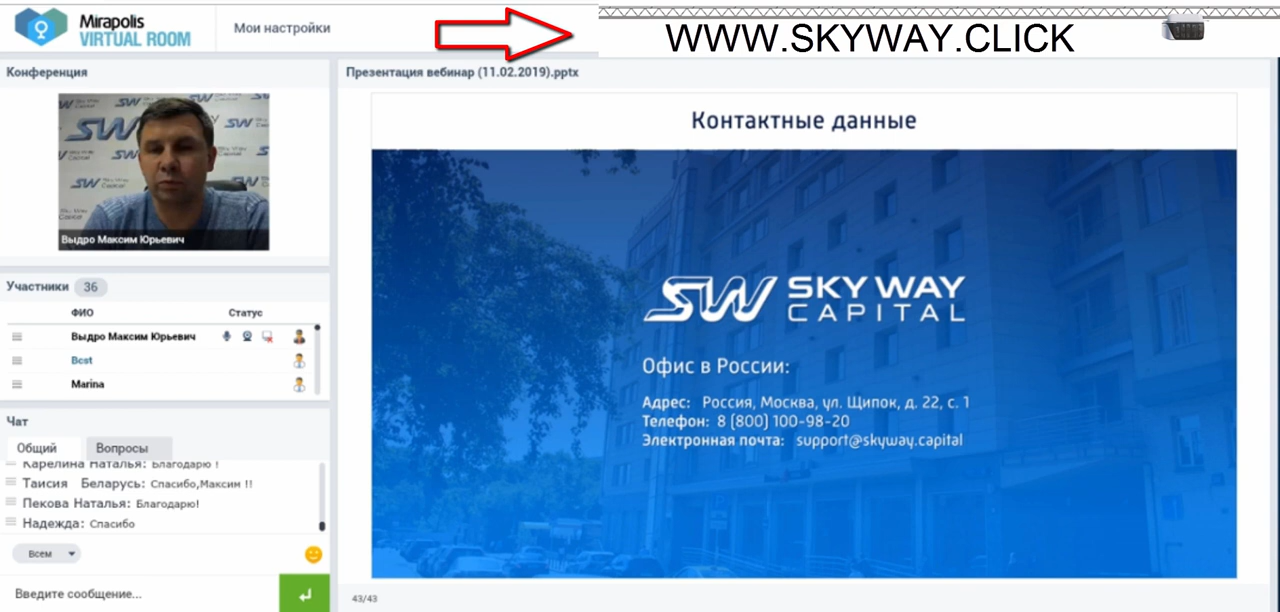 Mirapolis
VIRTUAL ROOM
Мои настройки
WWW.SKYWAY.CLICK
Конференция
Выдро Максим Юрьевич
Участники 36
ФИО Статус
Выдро Максим Юрьевич
Bcst
Marina
Чат
Общий Вопросы
Карелина Наталья: Благодарю !
Таисия Беларусь: Спасибо,Максим !!
Пекова Наталья: Благодарю!
Надежда: Спасибо
Всем
Введите сообщение...
Презентация вебинар (11.02.2019).pptx
Контактные данные
SW SKY WAY
CAPITAL
Офис в России:
Адрес: Россия, Москва, ул. Щипок, д. 22, с. 1
Телефон: 8 (800) 100-98-20
Электронная почта: support@skyway.capital
43/43